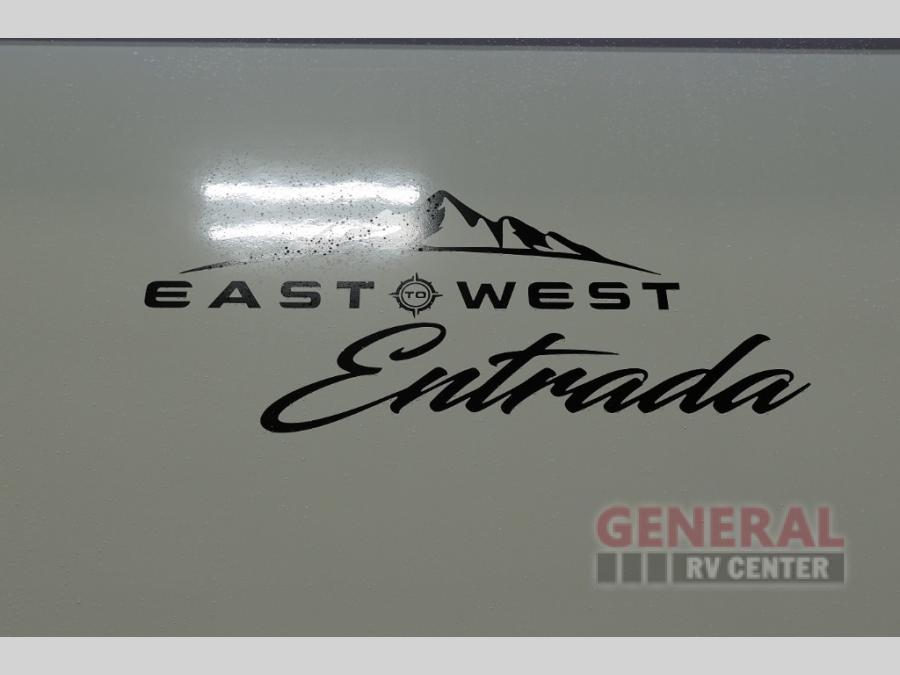 EAST TO WEST
Entrada
GENERAL
RV CENTER